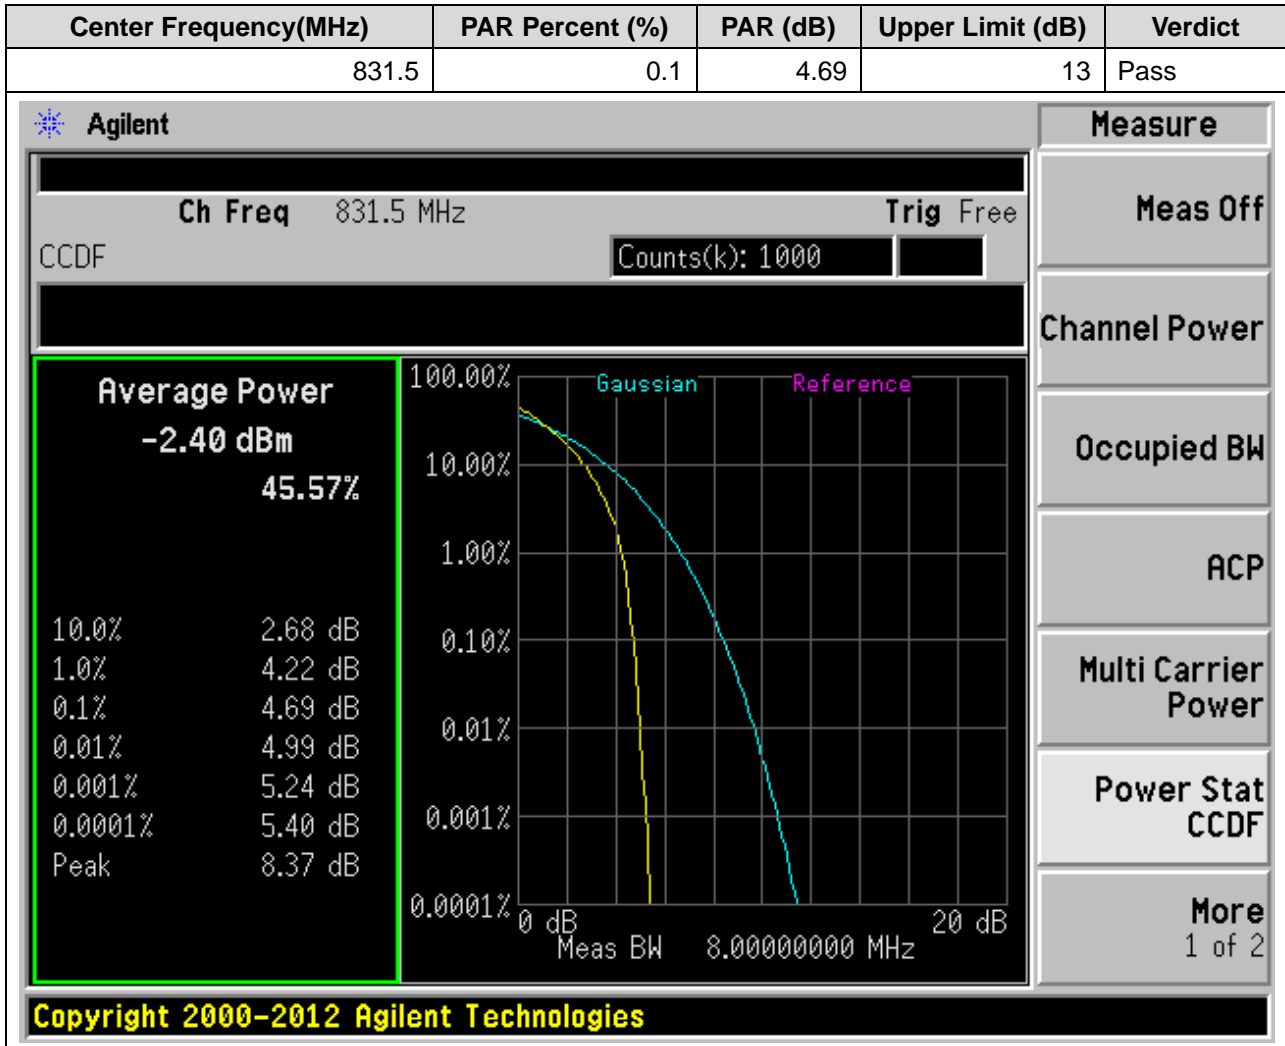 Center Frequency(MHz) PAR Percent (%) PAR (dB) Upper Limit (dB) Verdict
831.5 0.1 4.69 13 Pass
Agilent
Measure
Ch Freq 831.5 MHz Trig Free
CCDF
Counts(k): 1000
Average Power
-2.40 dBm
45.57%
10.0% 2.68 dB
1.0% 4.22 dB
0.1% 4.69 dB
0.01% 4.99 dB
0.001% 5.24 dB
0.0001% 5.40 dB
Peak 8.37 dB
Gaussian Reference
100.00%
10.00%
1.00%
0.10%
0.01%
0.001%
0.0001%
0 dB 20 dB
Meas BW 8.00000000 MHz
Meas Off
Channel Power
Occupied BW
ACP
Multi Carrier
Power
Power Stat
CCDF
More
1 of 2
Copyright 2000-2012 Agilent Technologies